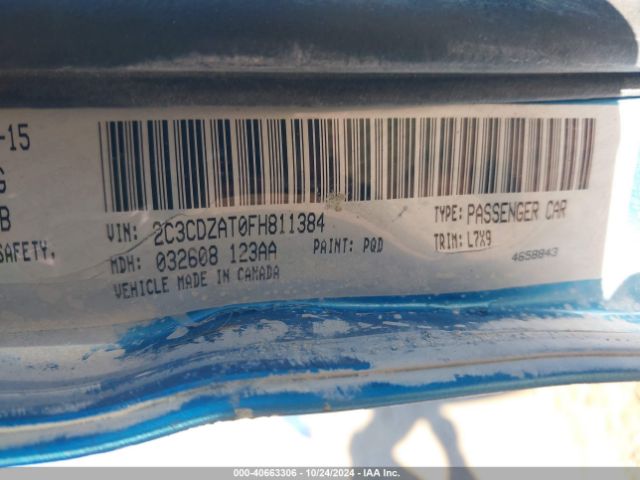 -15
G
B
SAFETY,
VIN: 2C3CDZAT0FH811384
TYPE: PASSENGER CAR
MDH: 032608 123AA
PAINT: PQD
TRIM: L7X9
VEHICLE MADE IN CANADA
4658843
000-40663306 - 10/24/2024 - IAA Inc.